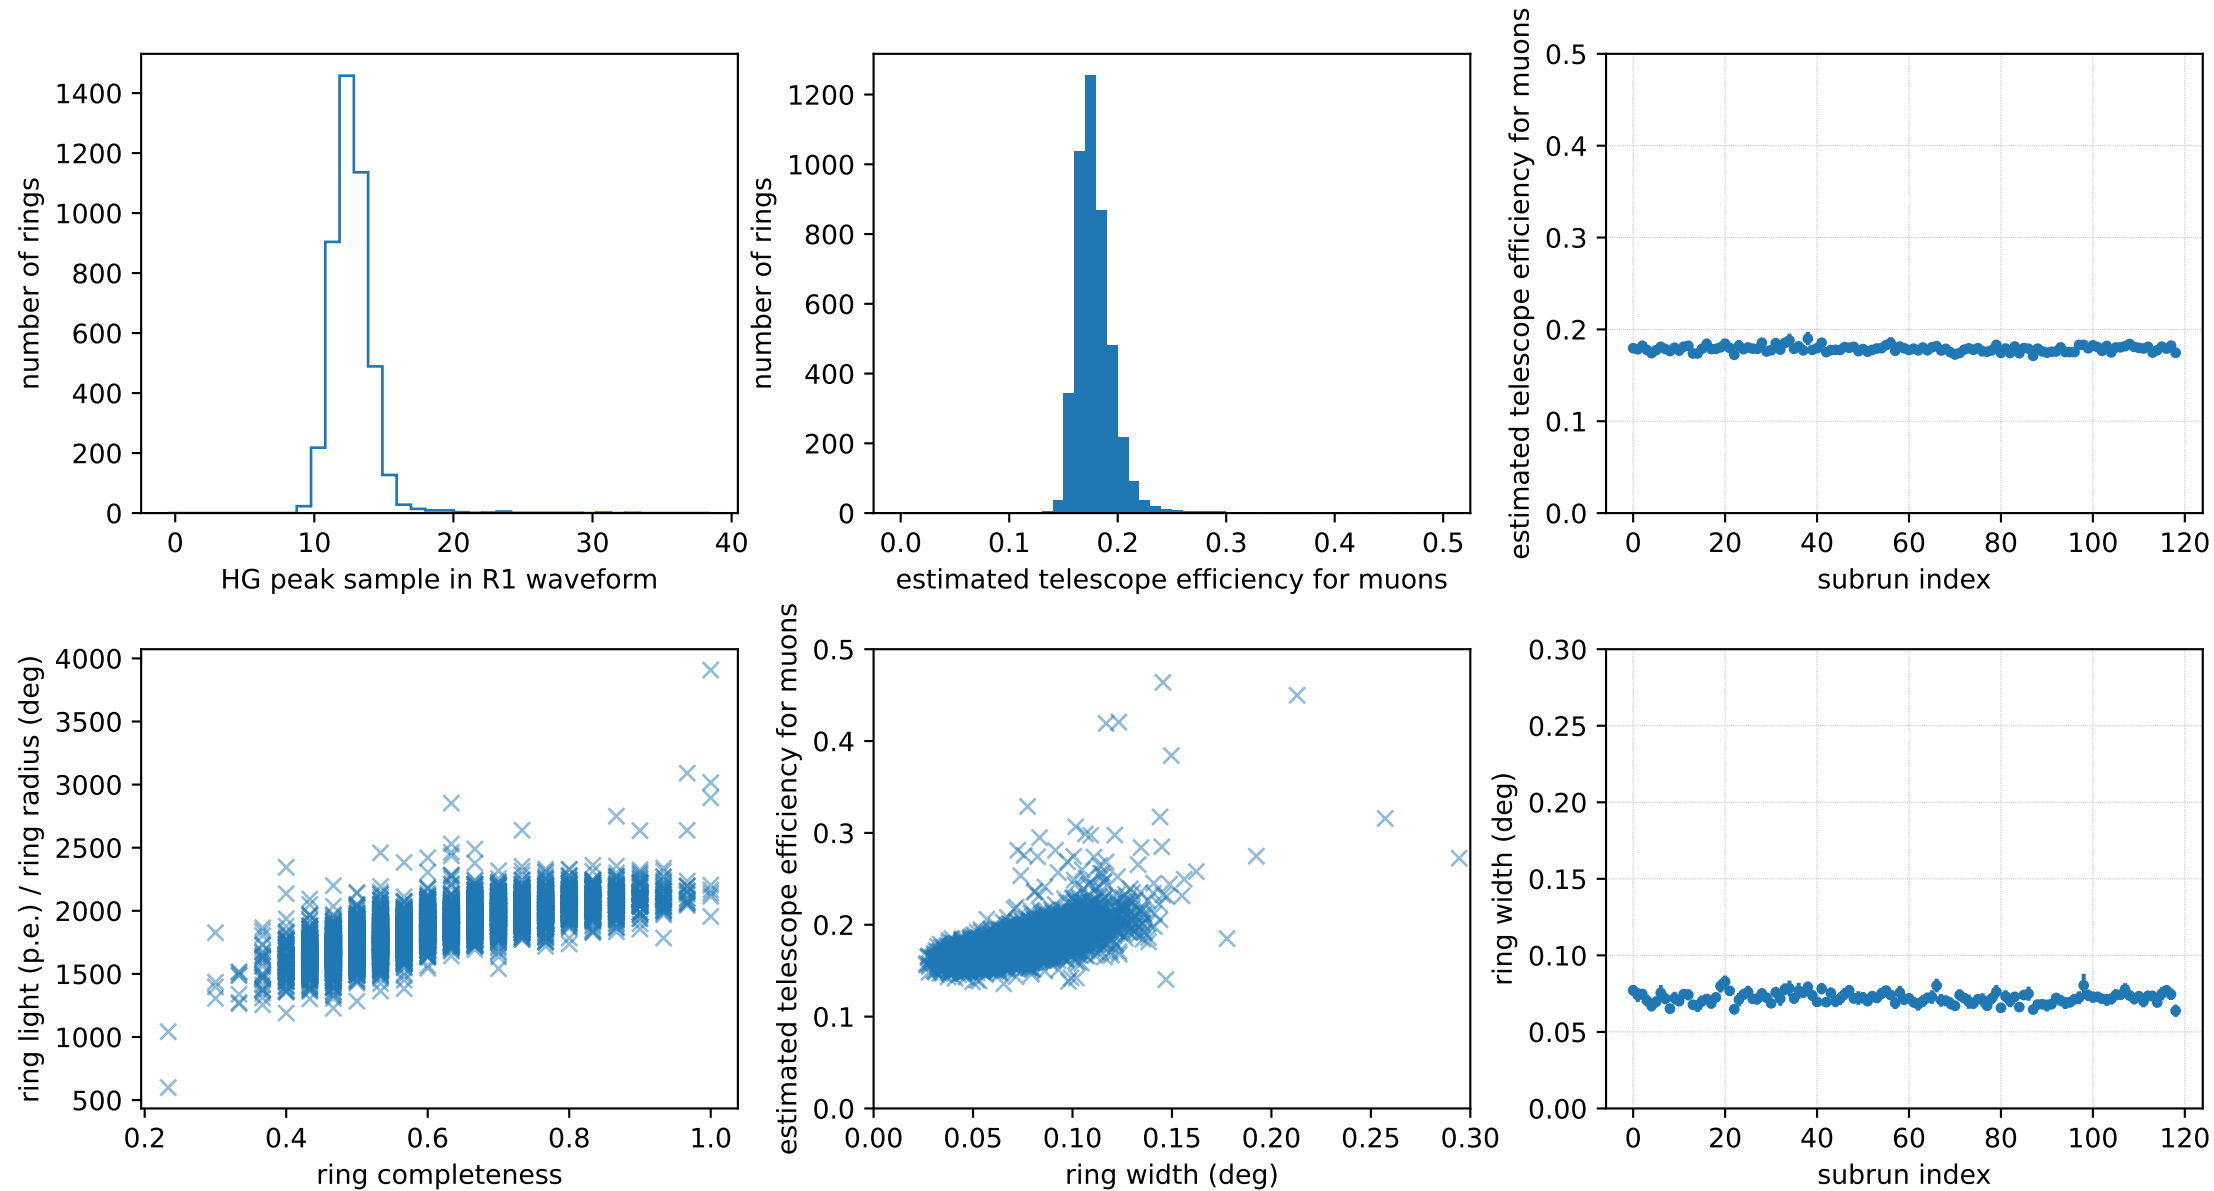 number of rings
1400
1200
1000
800
600
400
200
0
0 10 20 30 40
HG peak sample in R1 waveform
number of rings
1200
1000
800
600
400
200
0
0.0 0.1 0.2 0.3 0.4 0.5
estimated telescope efficiency for muons
estimated telescope efficiency for muons
0.5
0.4
0.3
0.2
0.1
0.0
0 20 40 60 80 100 120
subrun index
ring light (p.e.) / ring radius (deg)
4000
3500
3000
2500
2000
1500
1000
500
0.2 0.4 0.6 0.8 1.0
ring completeness
estimated telescope efficiency for muons
0.5
0.4
0.3
0.2
0.1
0.0
0.00 0.05 0.10 0.15 0.20 0.25 0.30
ring width (deg)
ring width (deg)
0.30
0.25
0.20
0.15
0.10
0.05
0.00
0 20 40 60 80 100 120
subrun index